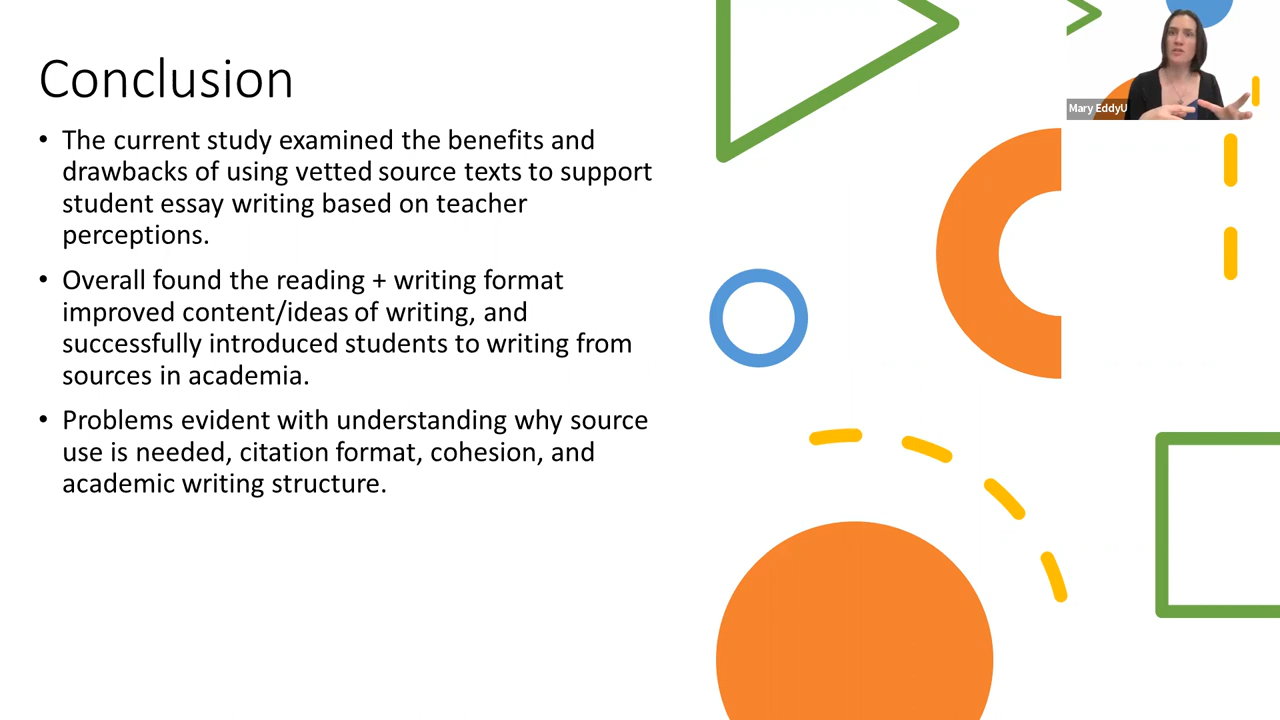 Conclusion
• The current study examined the benefits and
drawbacks of using vetted source texts to support
student essay writing based on teacher
perceptions.
• Overall found the reading + writing format
improved content/ideas of writing, and
successfully introduced students to writing from
sources in academia.
• Problems evident with understanding why source
use is needed, citation format, cohesion, and
academic writing structure.
Mary EddyU